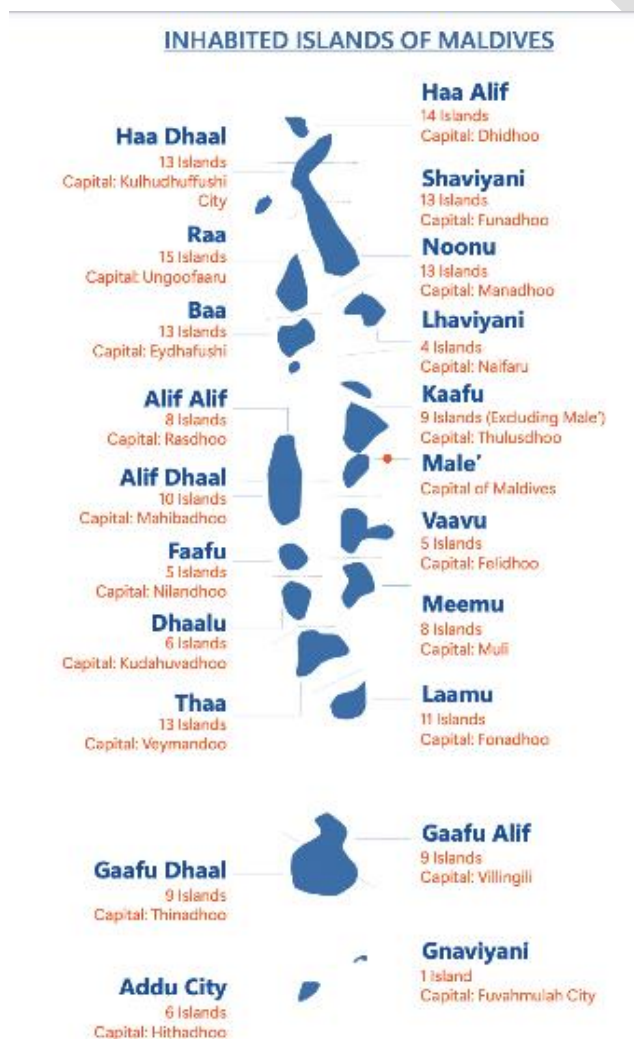 INHABITED ISLANDS OF MALDIVES
Haa Alif
14 Islands
Capital: Dhidhoo
Haa Dhaal
13 Islands
Capital: Kulhudhuffushi
City
Shaviyani
13 Islands
Capital: Funadhoo
Raa
15 Islands
Capital: Ungoofaaru
Noonu
13 Islands
Capital: Manadhoo
Baa
13 Islands
Capital: Eydhafushi
Lhaviyani
4 Islands
Capital: Naifaru
Alif Alif
8 Islands
Capital: Rasdhoo
Kaafu
9 Islands (Excluding Male')
Capital: Thulusdhoo
Male'
Capital of Maldives
Alif Dhaal
10 Islands
Capital: Mahibadhoo
Vaavu
5 Islands
Capital: Felidhoo
Faafu
5 Islands
Capital: Nilandhoo
Meemu
8 Islands
Capital: Muli
Dhaalu
6 Islands
Capital: Kudahuvadhoo
Thaa
13 Islands
Capital: Veymandoo
Laamu
11 Islands
Capital: Fonadhoo
Gaafu Alif
9 Islands
Capital: Villingili
Gaafu Dhaal
9 Islands
Capital: Thinadhoo
Gnaviyani
1 Island
Capital: Fuvahmulah City
Addu City
6 Islands
Capital: Hithadhoo